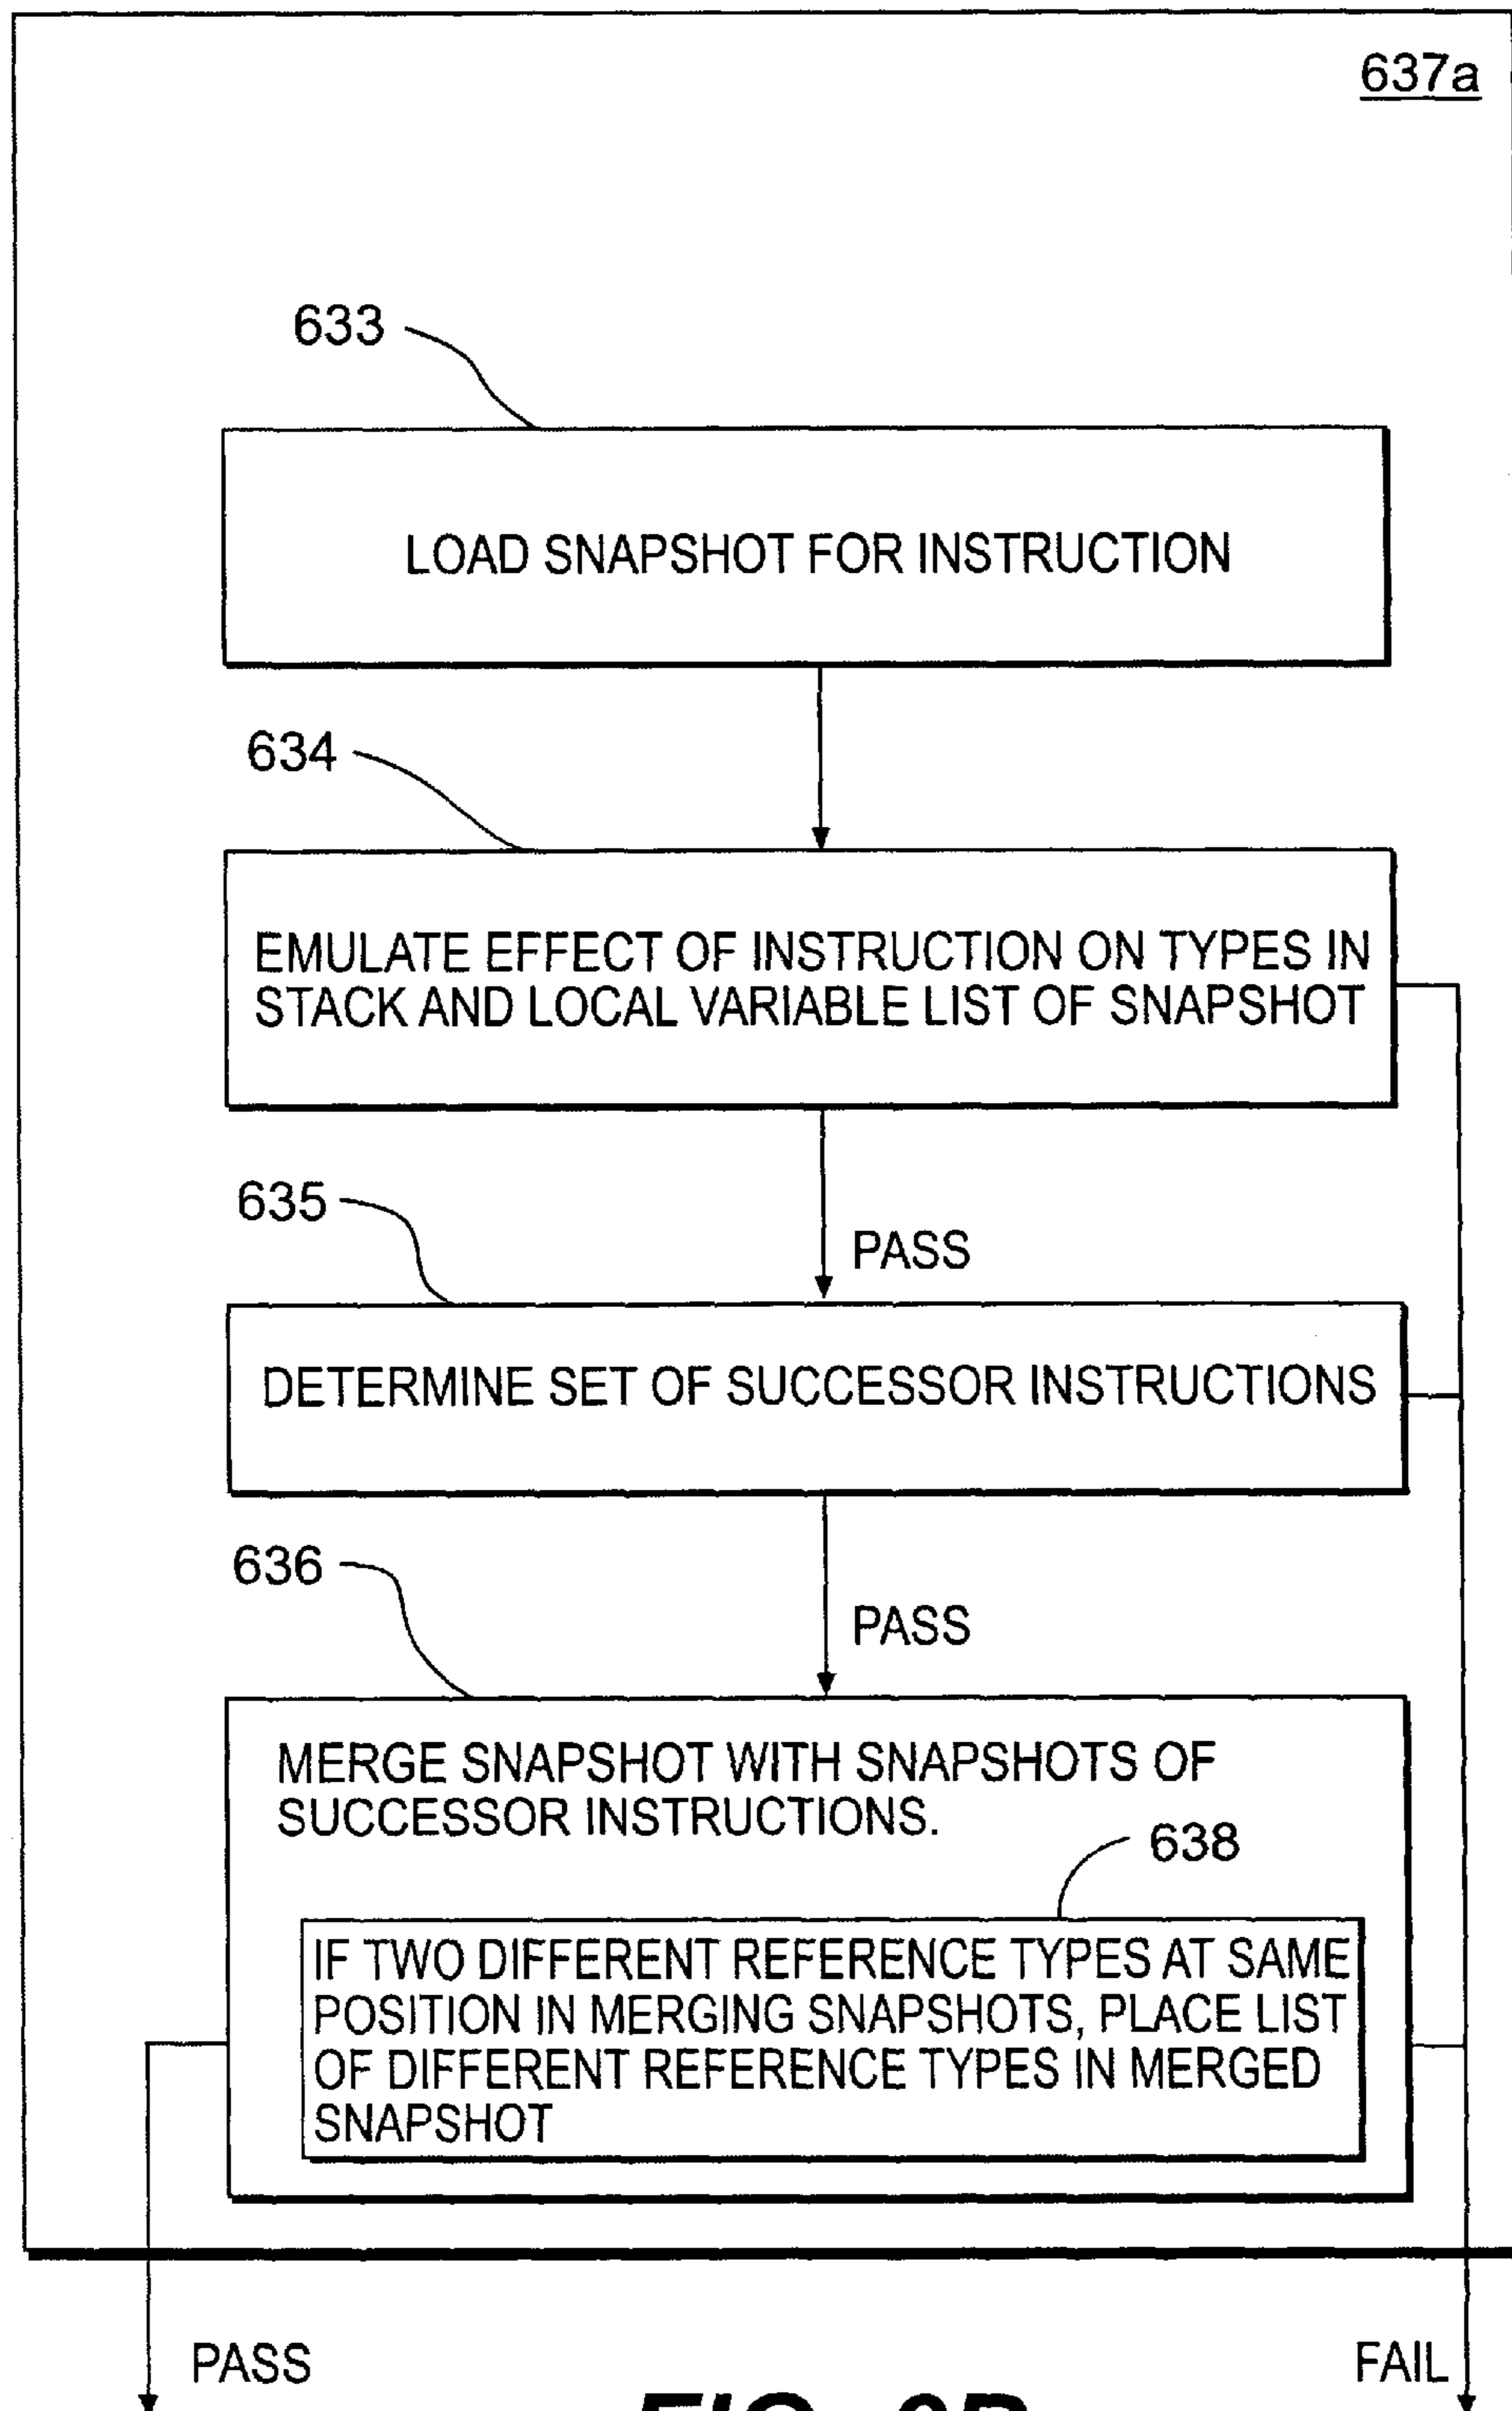 637a
633
LOAD SNAPSHOT FOR INSTRUCTION
634
EMULATE EFFECT OF INSTRUCTION ON TYPES IN
STACK AND LOCAL VARIABLE LIST OF SNAPSHOT
635
PASS
DETERMINE SET OF SUCCESSOR INSTRUCTIONS
636
PASS
MERGE SNAPSHOT WITH SNAPSHOTS OF
SUCCESSOR INSTRUCTIONS.
638
IF TWO DIFFERENT REFERENCE TYPES AT SAME
POSITION IN MERGING SNAPSHOTS, PLACE LIST
OF DIFFERENT REFERENCE TYPES IN MERGED
SNAPSHOT
PASS
FAIL